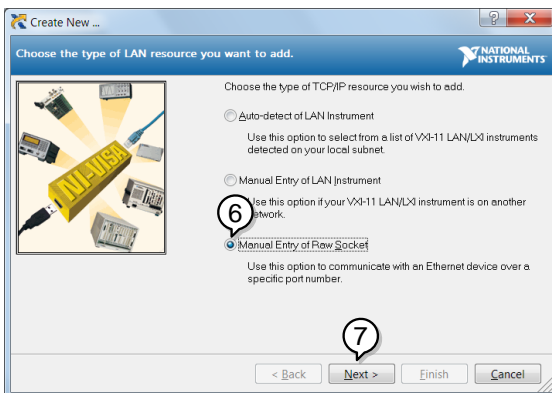 Create New ...
Choose the type of LAN resource you want to add.
NATIONAL
INSTRUMENTS
NI-VISA
Choose the type of TCP/IP resource you wish to add.
Auto-detect of LAN Instrument
Use this option to select from a list of VXI-11 LAN/LXI instruments
detected on your local subnet.
Manual Entry of LAN Instrument
Use this option if your VXI-11 LAN/LXI instrument is on another
network.
6
Manual Entry of Raw Socket
Use this option to communicate with an Ethernet device over a
specific port number.
7
< Back
Next >
Finish
Cancel